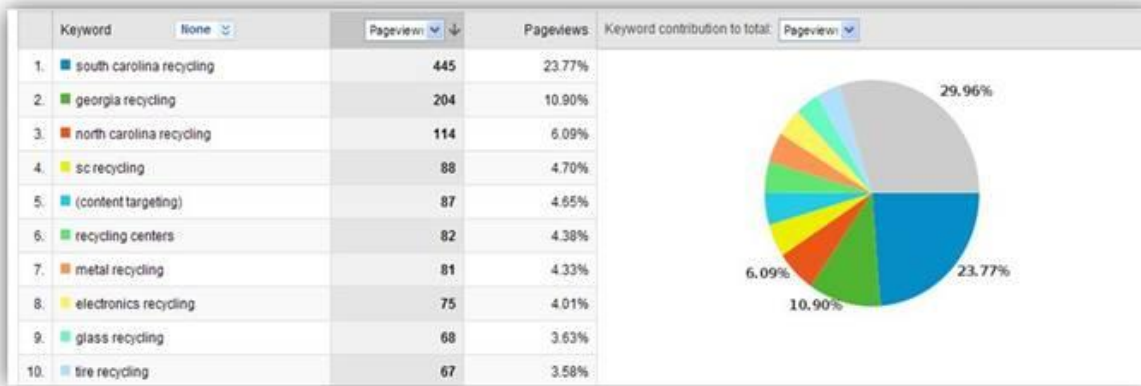 Keyword None Pageviews Pageviews Keyword contribution to total: Pageviews
1. south carolina recycling 445 23.77%
2. georgia recycling 204 10.90%
3. north carolina recycling 114 6.09%
4. sc recycling 88 4.70%
5. (content targeting) 87 4.65%
6. recycling centers 82 4.38%
7. metal recycling 81 4.33%
8. electronics recycling 75 4.01%
9. glass recycling 68 3.63%
10. tire recycling 67 3.58%
29.96%
23.77%
6.09%
10.90%